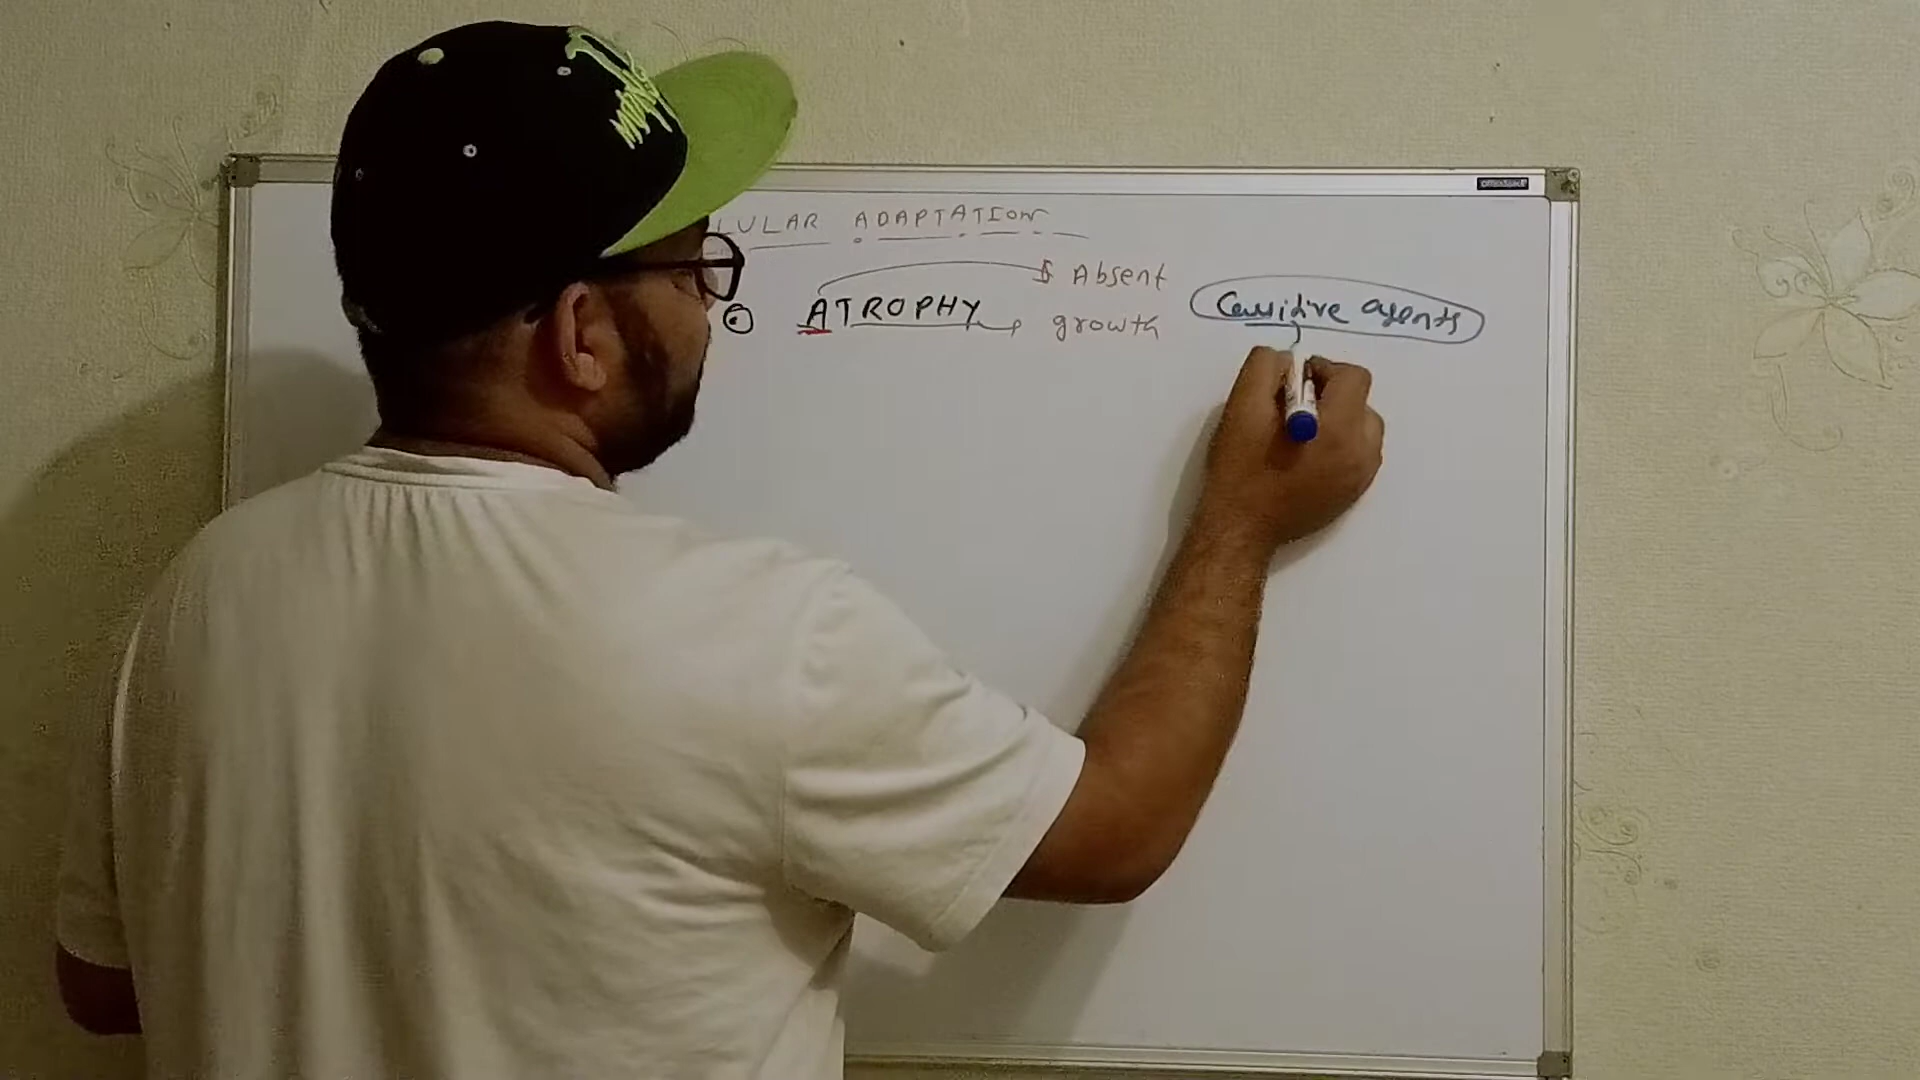 LULAR ADAPTATION
Absent
ATROPHY
growth
Causitive agents